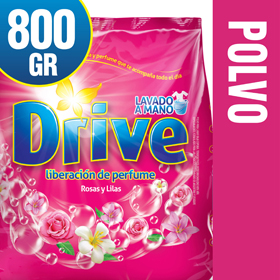 800
GR
POLVO
y perfume que te acompaña todo el día
LAVADO
A MANO
Drive
liberación de perfume
Rosas y Lilas